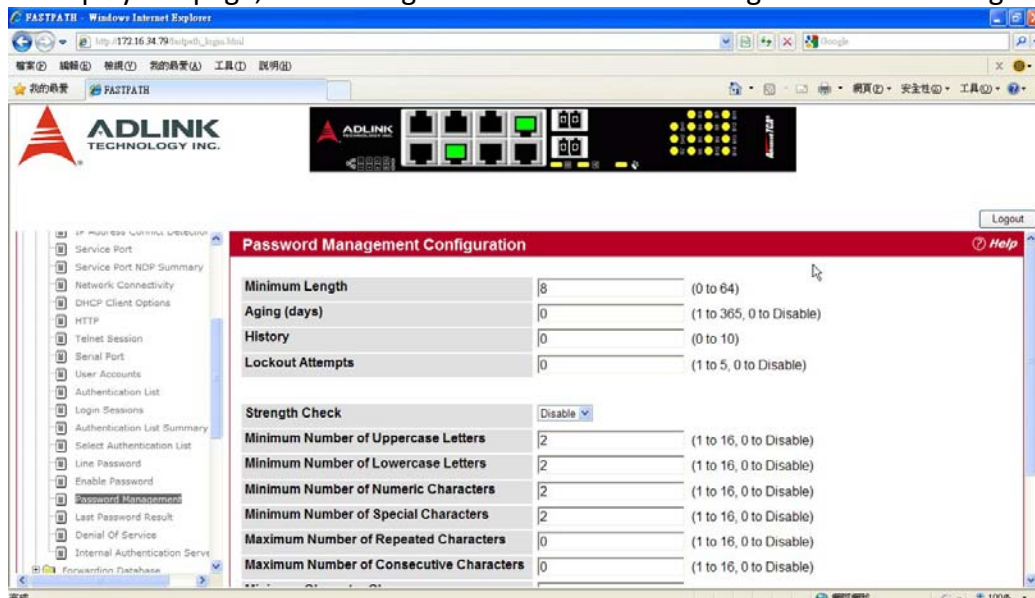 FASTPATH - Windows Internet Explorer
http://172.16.34.79/fastpath_login.html
Google
檔案(F) 編輯(E) 檢視(V) 我的最愛(A) 工具(T) 說明(H)
我的最愛 FASTPATH 網頁(P) 安全性(S) 工具(O)
ADLINK
TECHNOLOGY INC.
ADLINK
Logout
Service Port
Service Port NDP Summary
Network Connectivity
DHCP Client Options
HTTP
Telnet Session
Serial Port
User Accounts
Authentication List
Login Sessions
Authentication List Summary
Select Authentication List
Line Password
Enable Password
Password Management
Last Password Result
Denial Of Service
Internal Authentication Serve
Forwarding Database
Password Management Configuration Help
Minimum Length 8 (0 to 64)
Aging (days) 0 (1 to 365, 0 to Disable)
History 0 (0 to 10)
Lockout Attempts 0 (1 to 5, 0 to Disable)
Strength Check Disable
Minimum Number of Uppercase Letters 2 (1 to 16, 0 to Disable)
Minimum Number of Lowercase Letters 2 (1 to 16, 0 to Disable)
Minimum Number of Numeric Characters 2 (1 to 16, 0 to Disable)
Minimum Number of Special Characters 2 (1 to 16, 0 to Disable)
Maximum Number of Repeated Characters 0 (1 to 16, 0 to Disable)
Maximum Number of Consecutive Characters 0 (1 to 16, 0 to Disable)